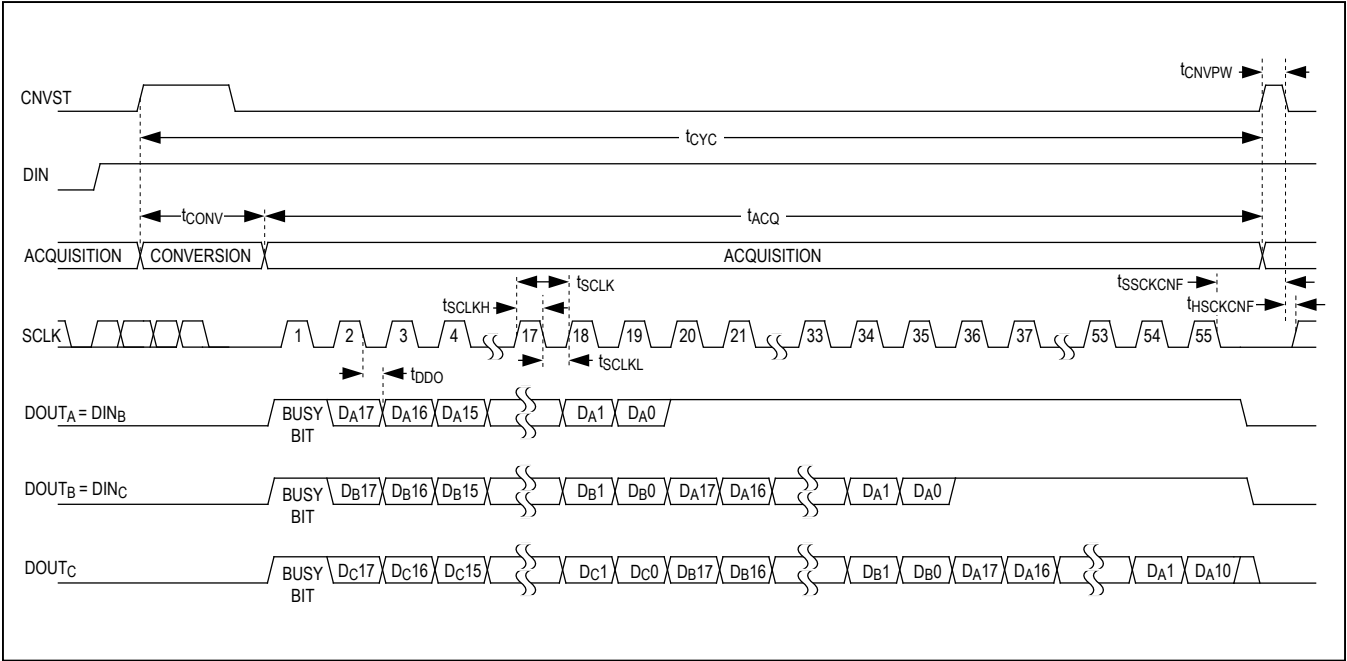 tCNVPW
CNVST
tCYC
DIN
tCONV tACQ
ACQUISITION CONVERSION ACQUISITION
tSCLK tSSCKCNF
tSCLKH tHSCKCNF
SCLK 1 2 3 4 17 18 19 20 21 33 34 35 36 37 53 54 55
tSCLKL
tDDO
DOUTA = DINB BUSY BIT DA17 DA16 DA15 DA1 DA0
DOUTB = DINC BUSY BIT DB17 DB16 DB15 DB1 DB0 DA17 DA16 DA1 DA0
DOUTC BUSY BIT DC17 DC16 DC15 DC1 DC0 DB17 DB16 DB1 DB0 DA17 DA16 DA1 DA10